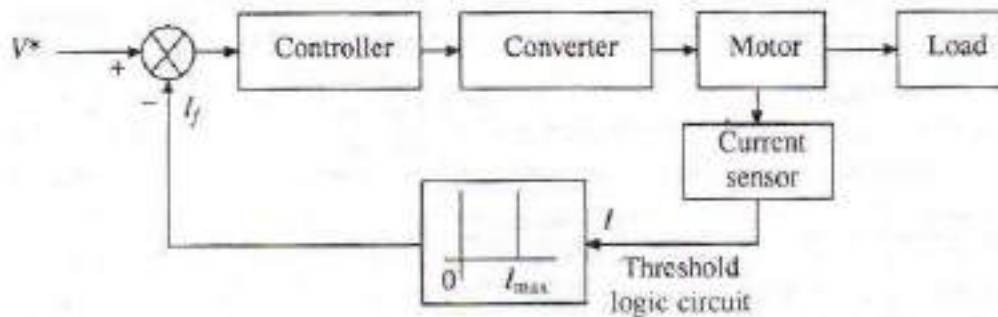 V* + − I_f
Controller
Converter
Motor
Load
Current
sensor
I
0 I_max
Threshold
logic circuit